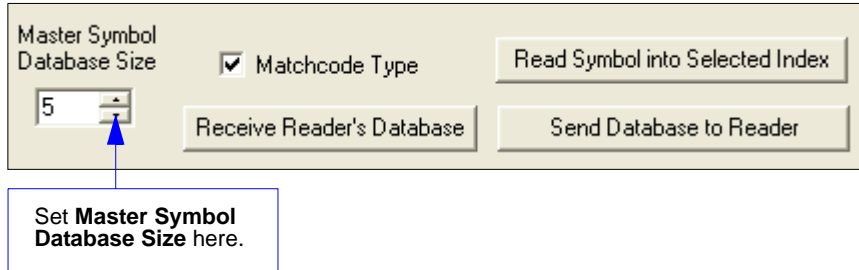 Master Symbol
Database Size
5
Matchcode Type
Read Symbol into Selected Index
Receive Reader's Database
Send Database to Reader
Set Master Symbol
Database Size here.